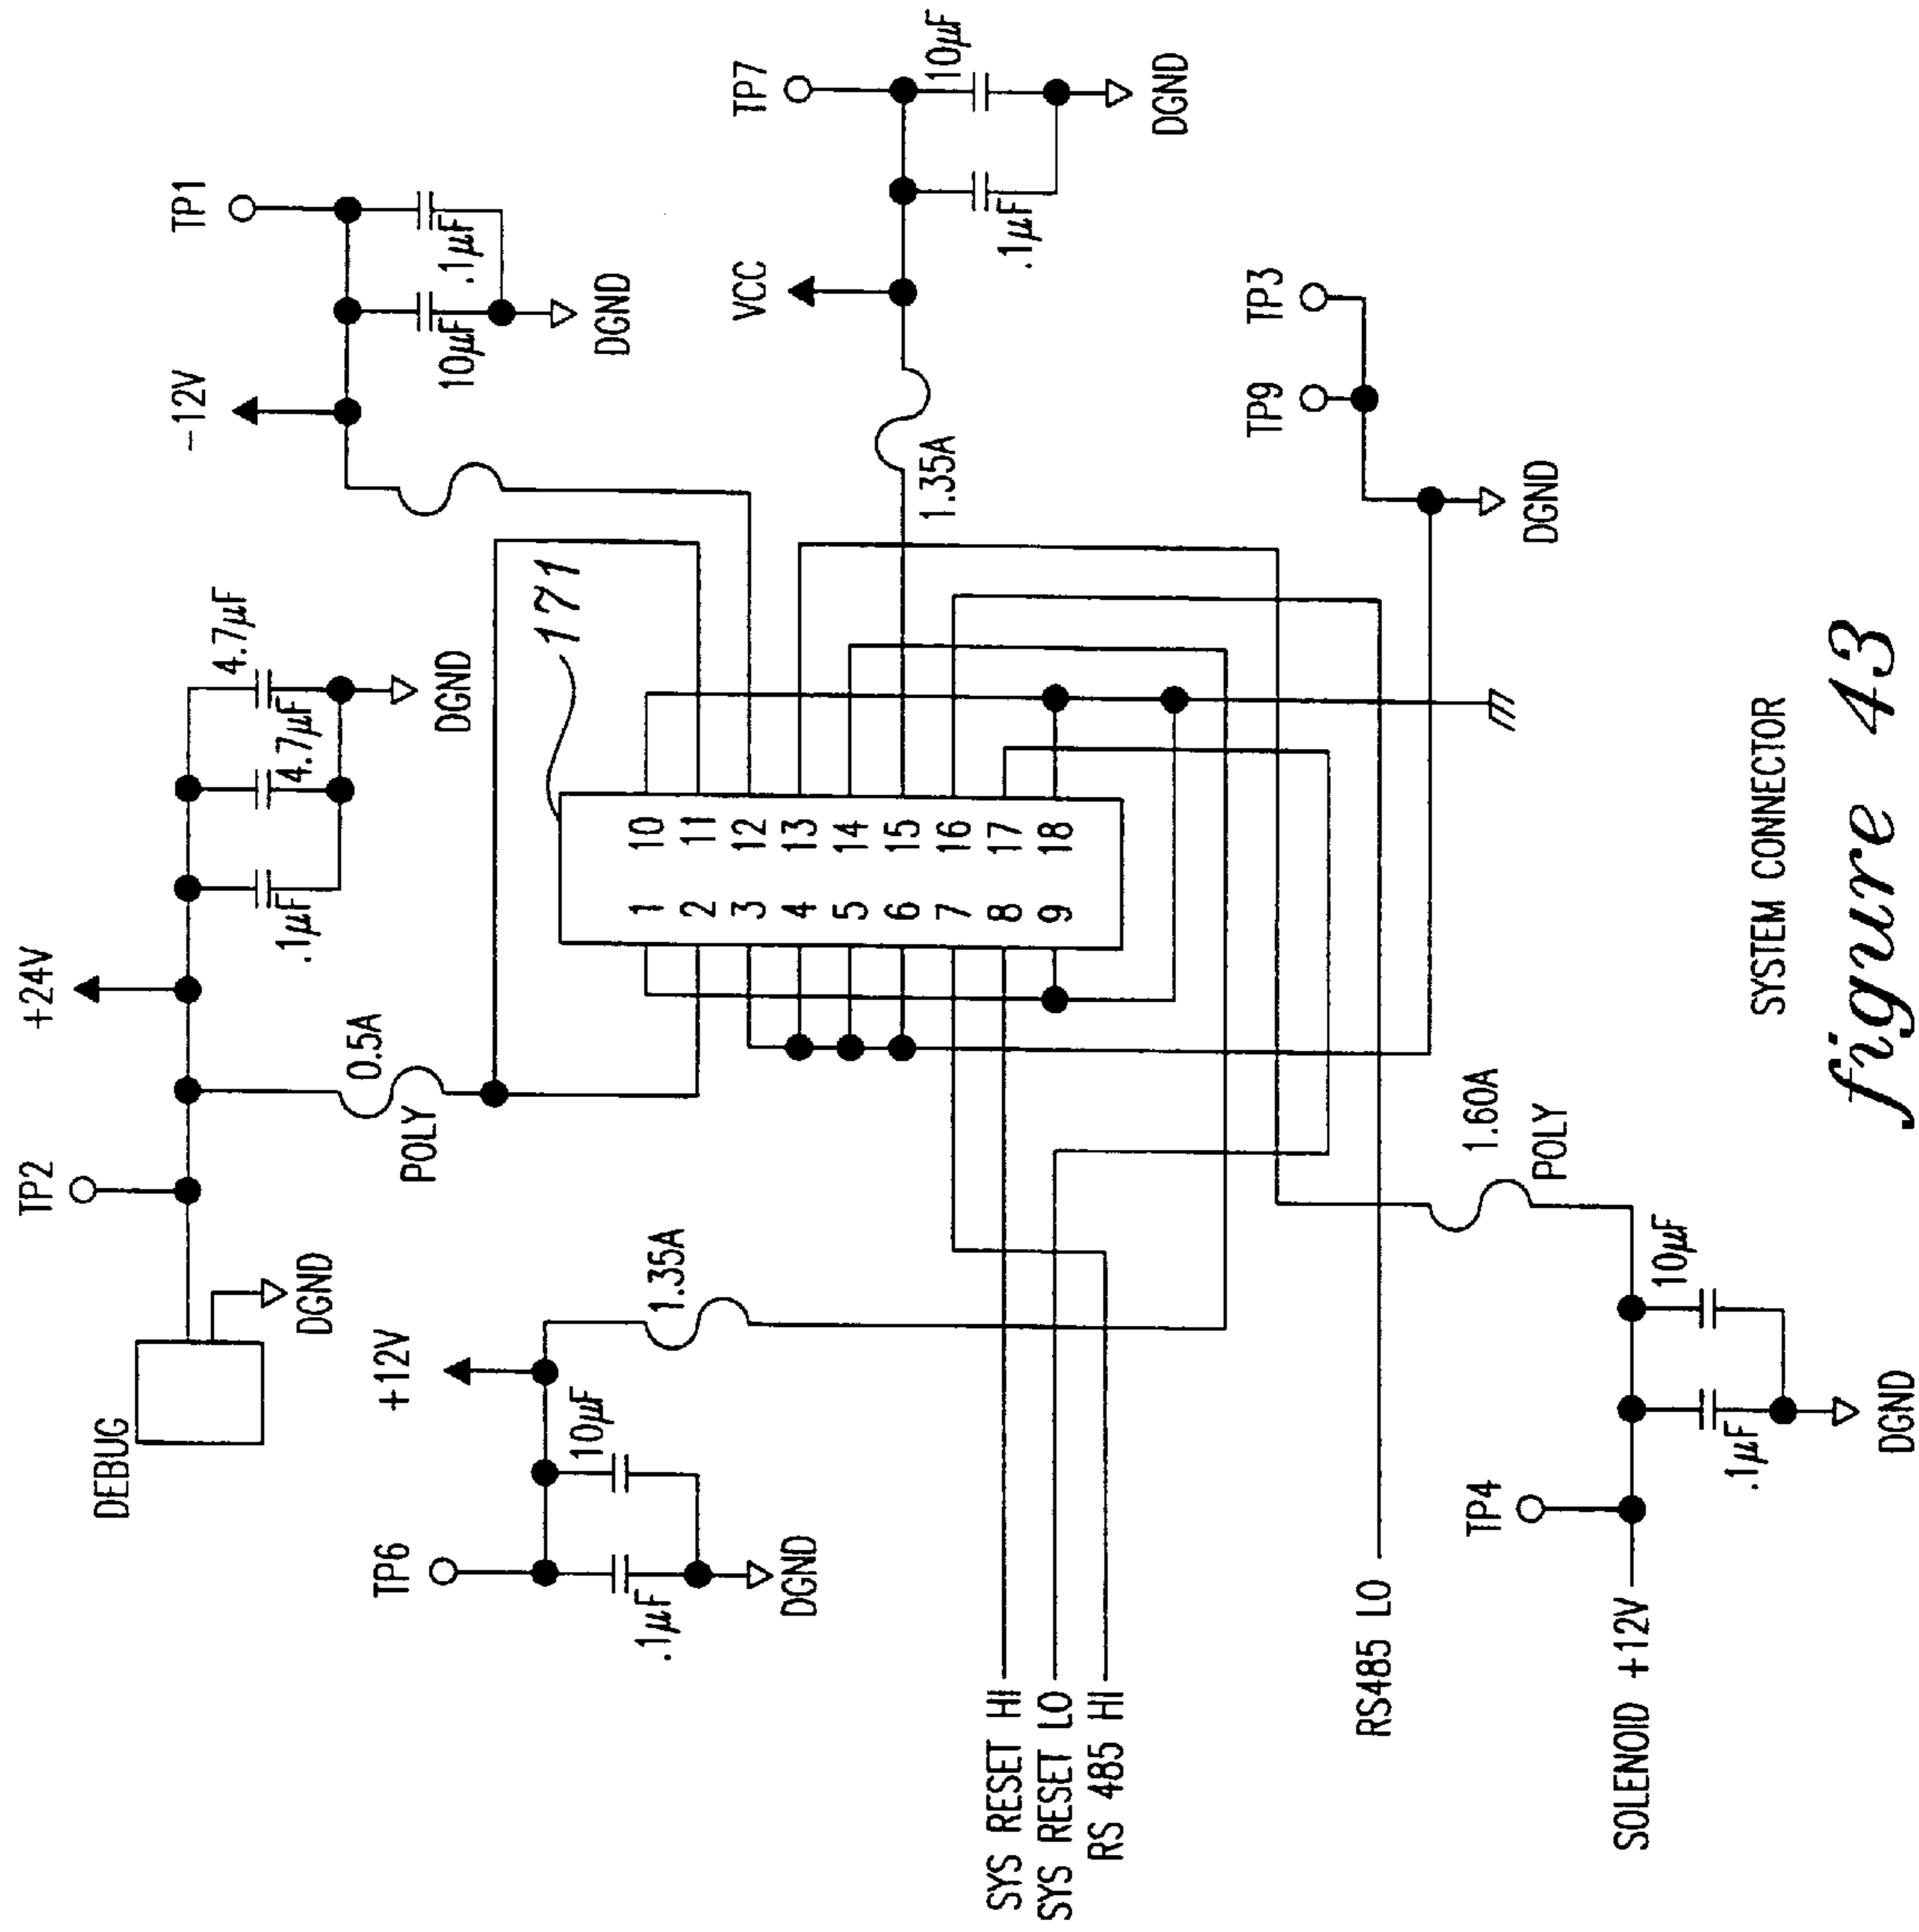 DEBUG
DGND
TP2
+24V
0.5A
POLY
.1µF
4.7µF
4.7µF
DGND
-12V
TP1
10µF
.1µF
DGND
TP6
+12V
.1µF
10µF
DGND
1.35A
171
1 10
2 11
3 12
4 13
5 14
6 15
7 16
8 17
9 18
VCC
TP7
1.35A
.1µF
10µF
DGND
TP9
TP3
DGND
SYS RESET HI
SYS RESET LO
RS 485 HI
RS485 LO
SOLENOID +12V
TP4
.1µF
10µF
DGND
1.60A
POLY
SYSTEM CONNECTOR
figure 43